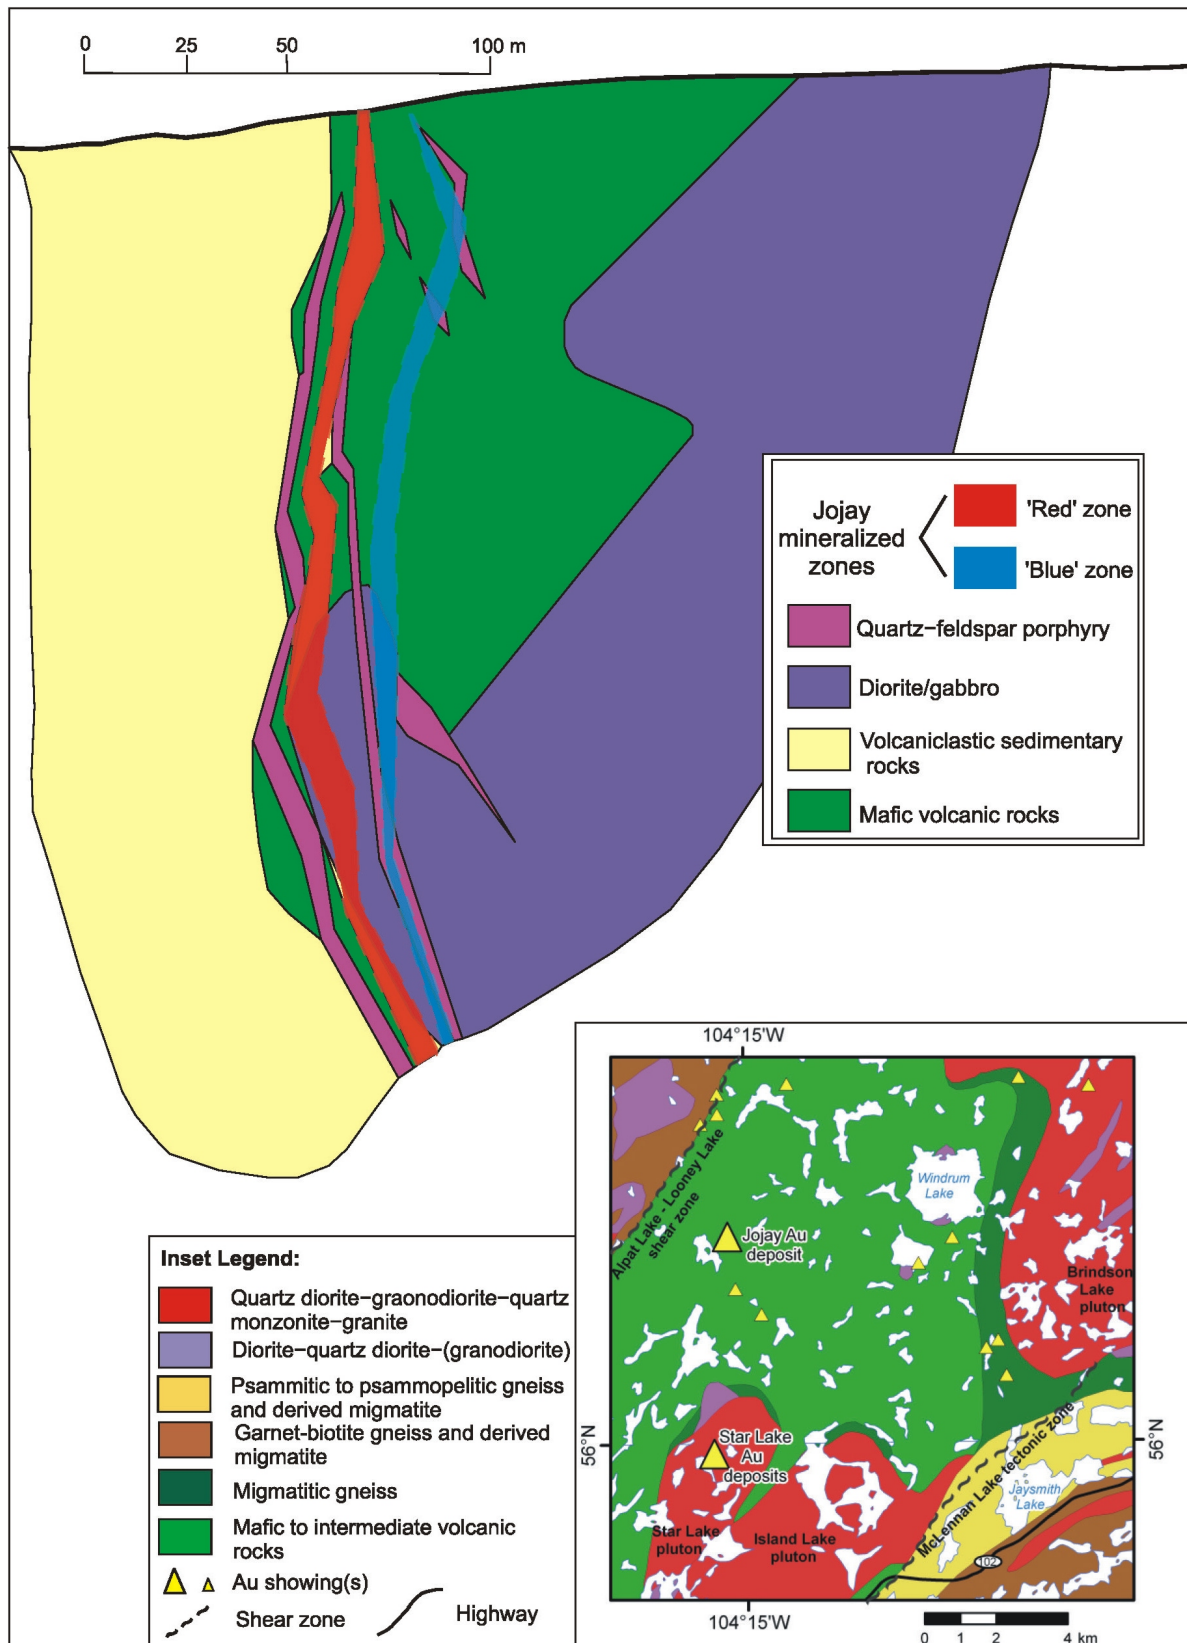 0 25 50 100 m
Jojay
mineralized
zones
'Red' zone
'Blue' zone
Quartz−feldspar porphyry
Diorite/gabbro
Volcaniclastic sedimentary
rocks
Mafic volcanic rocks
Inset Legend:
Quartz diorite−graonodiorite−quartz
monzonite−granite
Diorite−quartz diorite−(granodiorite)
Psammitic to psammopelitic gneiss
and derived migmatite
Garnet-biotite gneiss and derived
migmatite
Migmatitic gneiss
Mafic to intermediate volcanic
rocks
Au showing(s)
Shear zone
Highway
104°15'W
Alpat Lake - Looney Lake
shear zone
Windrum
Lake
Jojay Au
deposit
Brindson
Lake
pluton
56°N
56°N
Star Lake
Au
deposits
McLennan Lake tectonic zone
Jaysmith
Lake
Star Lake
pluton
Island Lake
pluton
102
104°15'W
0 1 2 4 km